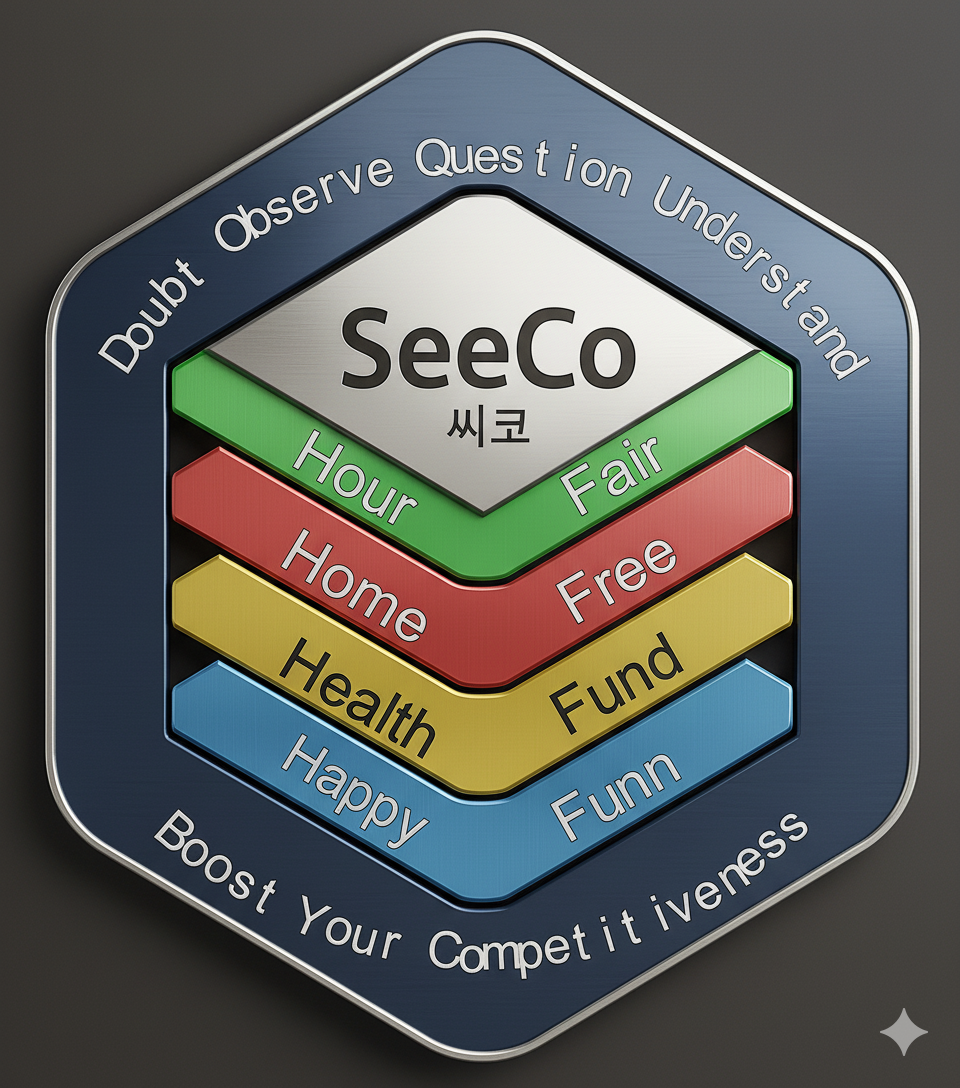 Doubt Observe Question Understand
SeeCo
씨코
Hour Fair
Home Free
Health Fund
Happy Funn
Boost Your Competitiveness